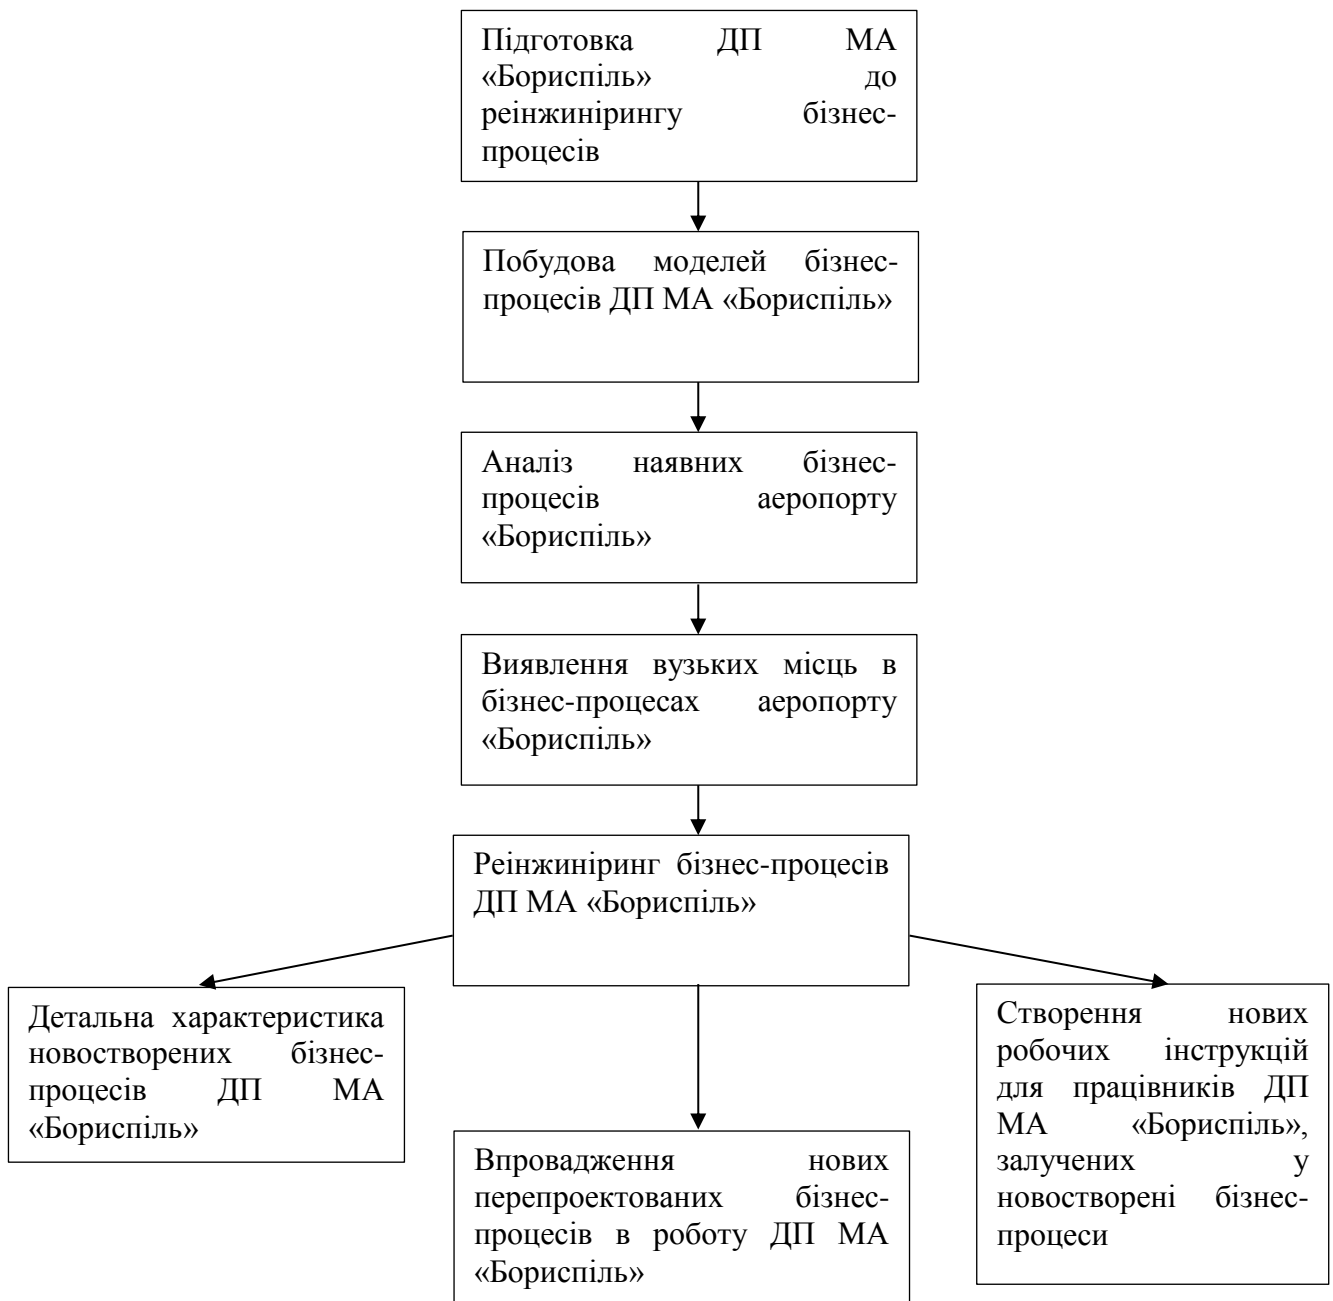 Підготовка ДП МА
«Бориспіль» до
реінжинірингу бізнес-
процесів
Побудова моделей бізнес-
процесів ДП МА «Бориспіль»
Аналіз наявних бізнес-
процесів аеропорту
«Бориспіль»
Виявлення вузьких місць в
бізнес-процесах аеропорту
«Бориспіль»
Реінжиніринг бізнес-процесів
ДП МА «Бориспіль»
Детальна характеристика
новостворених бізнес-
процесів ДП МА
«Бориспіль»
Впровадження нових
перепроектованих бізнес-
процесів в роботу ДП МА
«Бориспіль»
Створення нових
робочих інструкцій
для працівників ДП
МА «Бориспіль»,
залучених у
новостворені бізнес-
процеси